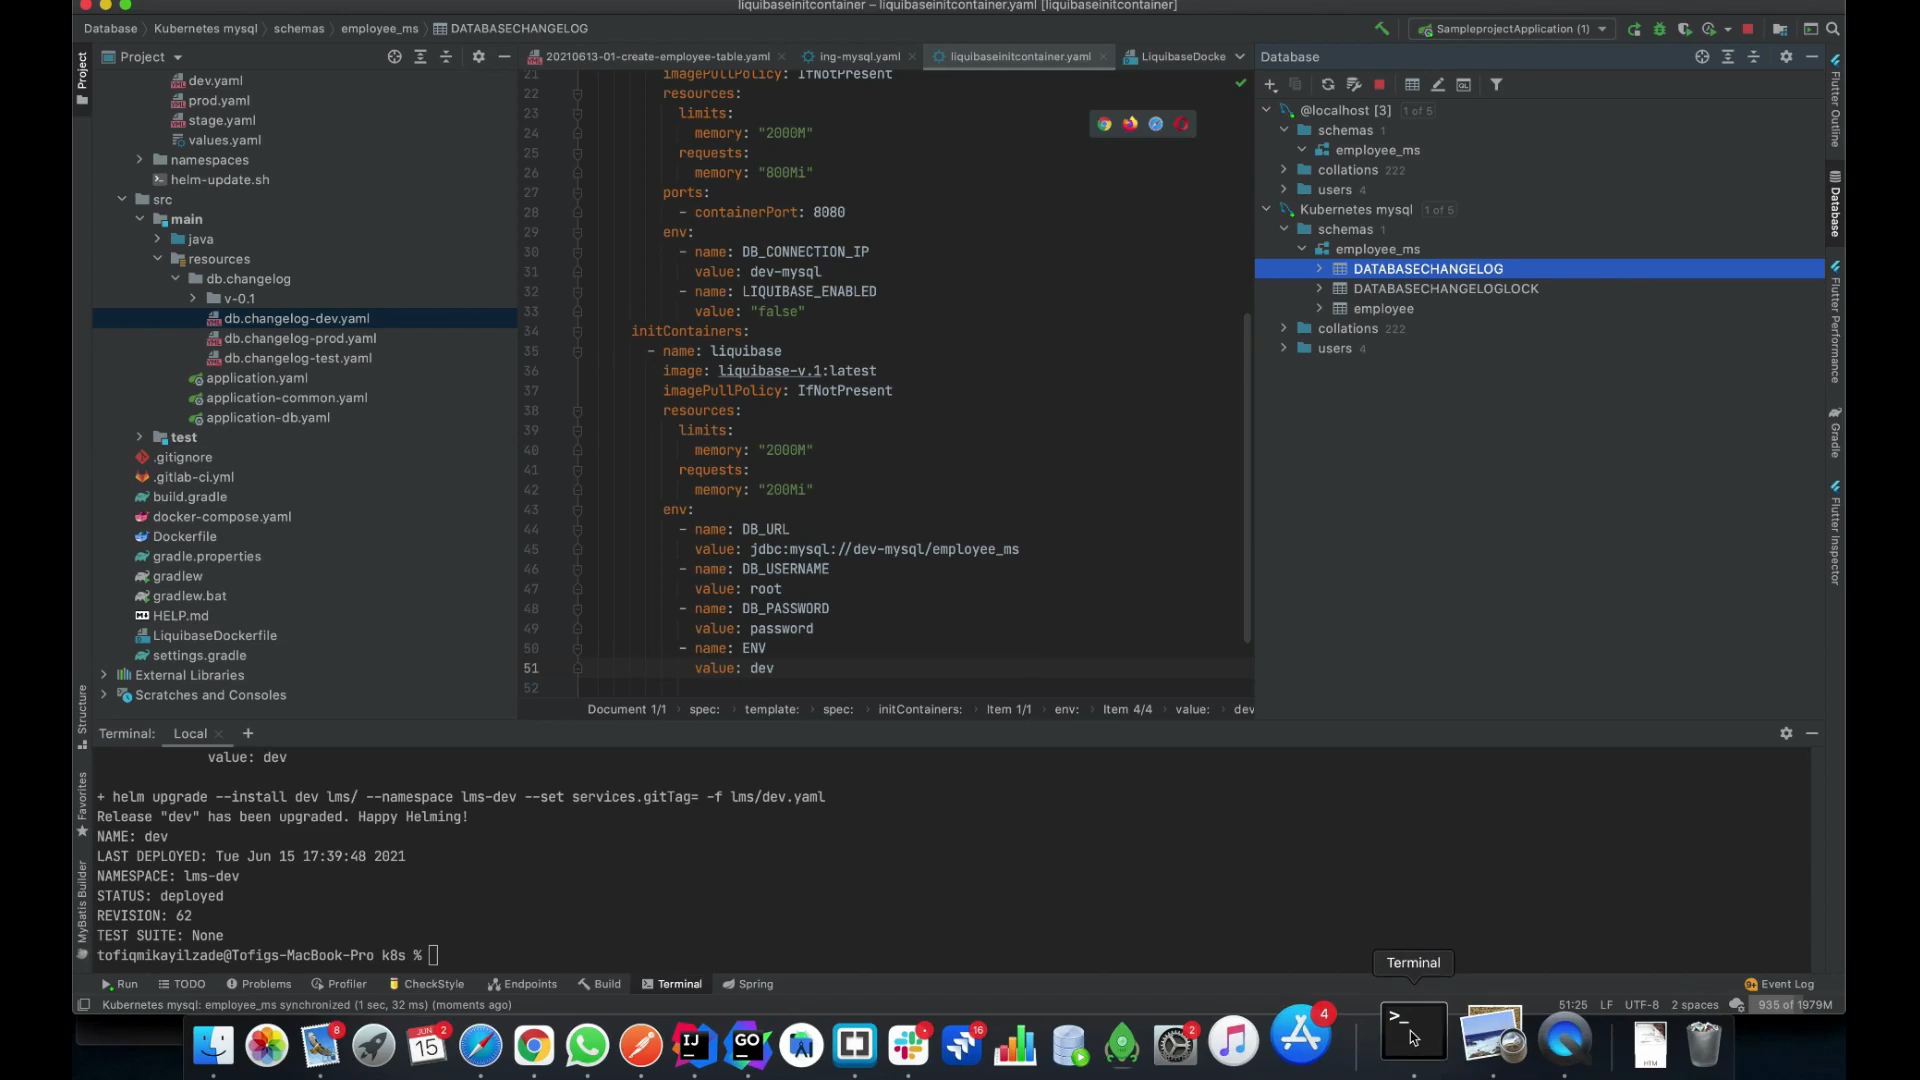 liquibaseinitcontainer – liquibaseinitcontainer.yaml [liquibaseinitcontainer]
Database › Kubernetes mysql › schemas › employee_ms › DATABASECHANGELOG
SampleprojectApplication (1)
Project
20210613-01-create-employee-table.yaml
ing-mysql.yaml
liquibaseinitcontainer.yaml
LiquibaseDocke
Database
dev.yaml
prod.yaml
stage.yaml
values.yaml
namespaces
helm-update.sh
src
main
java
resources
db.changelog
v-0.1
db.changelog-dev.yaml
db.changelog-prod.yaml
db.changelog-test.yaml
application.yaml
application-common.yaml
application-db.yaml
test
.gitignore
.gitlab-ci.yml
build.gradle
docker-compose.yaml
Dockerfile
gradle.properties
gradlew
gradlew.bat
HELP.md
LiquibaseDockerfile
settings.gradle
External Libraries
Scratches and Consoles
21 imagePullPolicy: IfNotPresent
22 resources:
23 limits:
24 memory: "2000M"
25 requests:
26 memory: "800Mi"
27 ports:
28 - containerPort: 8080
29 env:
30 - name: DB_CONNECTION_IP
31 value: dev-mysql
32 - name: LIQUIBASE_ENABLED
33 value: "false"
34 initContainers:
35 - name: liquibase
36 image: liquibase-v.1:latest
37 imagePullPolicy: IfNotPresent
38 resources:
39 limits:
40 memory: "2000M"
41 requests:
42 memory: "200Mi"
43 env:
44 - name: DB_URL
45 value: jdbc:mysql://dev-mysql/employee_ms
46 - name: DB_USERNAME
47 value: root
48 - name: DB_PASSWORD
49 value: password
50 - name: ENV
51 value: dev
52
Document 1/1 › spec: › template: › spec: › initContainers: › Item 1/1 › env: › Item 4/4 › value: › dev
@localhost [3] 1 of 5
schemas 1
employee_ms
collations 222
users 4
Kubernetes mysql 1 of 5
schemas 1
employee_ms
DATABASECHANGELOG
DATABASECHANGELOGLOCK
employee
collations 222
users 4
Project
Structure
Favorites
MyBatis Builder
Flutter Outline
Database
Flutter Performance
Gradle
Flutter Inspector
Terminal: Local
value: dev
+ helm upgrade --install dev lms/ --namespace lms-dev --set services.gitTag= -f lms/dev.yaml
Release "dev" has been upgraded. Happy Helming!
NAME: dev
LAST DEPLOYED: Tue Jun 15 17:39:48 2021
NAMESPACE: lms-dev
STATUS: deployed
REVISION: 62
TEST SUITE: None
tofiqmikayilzade@Tofigs-MacBook-Pro k8s %
Terminal
Run TODO Problems Profiler CheckStyle Endpoints Build Terminal Spring
Event Log
Kubernetes mysql: employee_ms synchronized (1 sec, 32 ms) (moments ago)
51:25 LF UTF-8 2 spaces 935 of 1979M
8
JUN
15
2
IJ
GO
16
2
4
>_
HTM